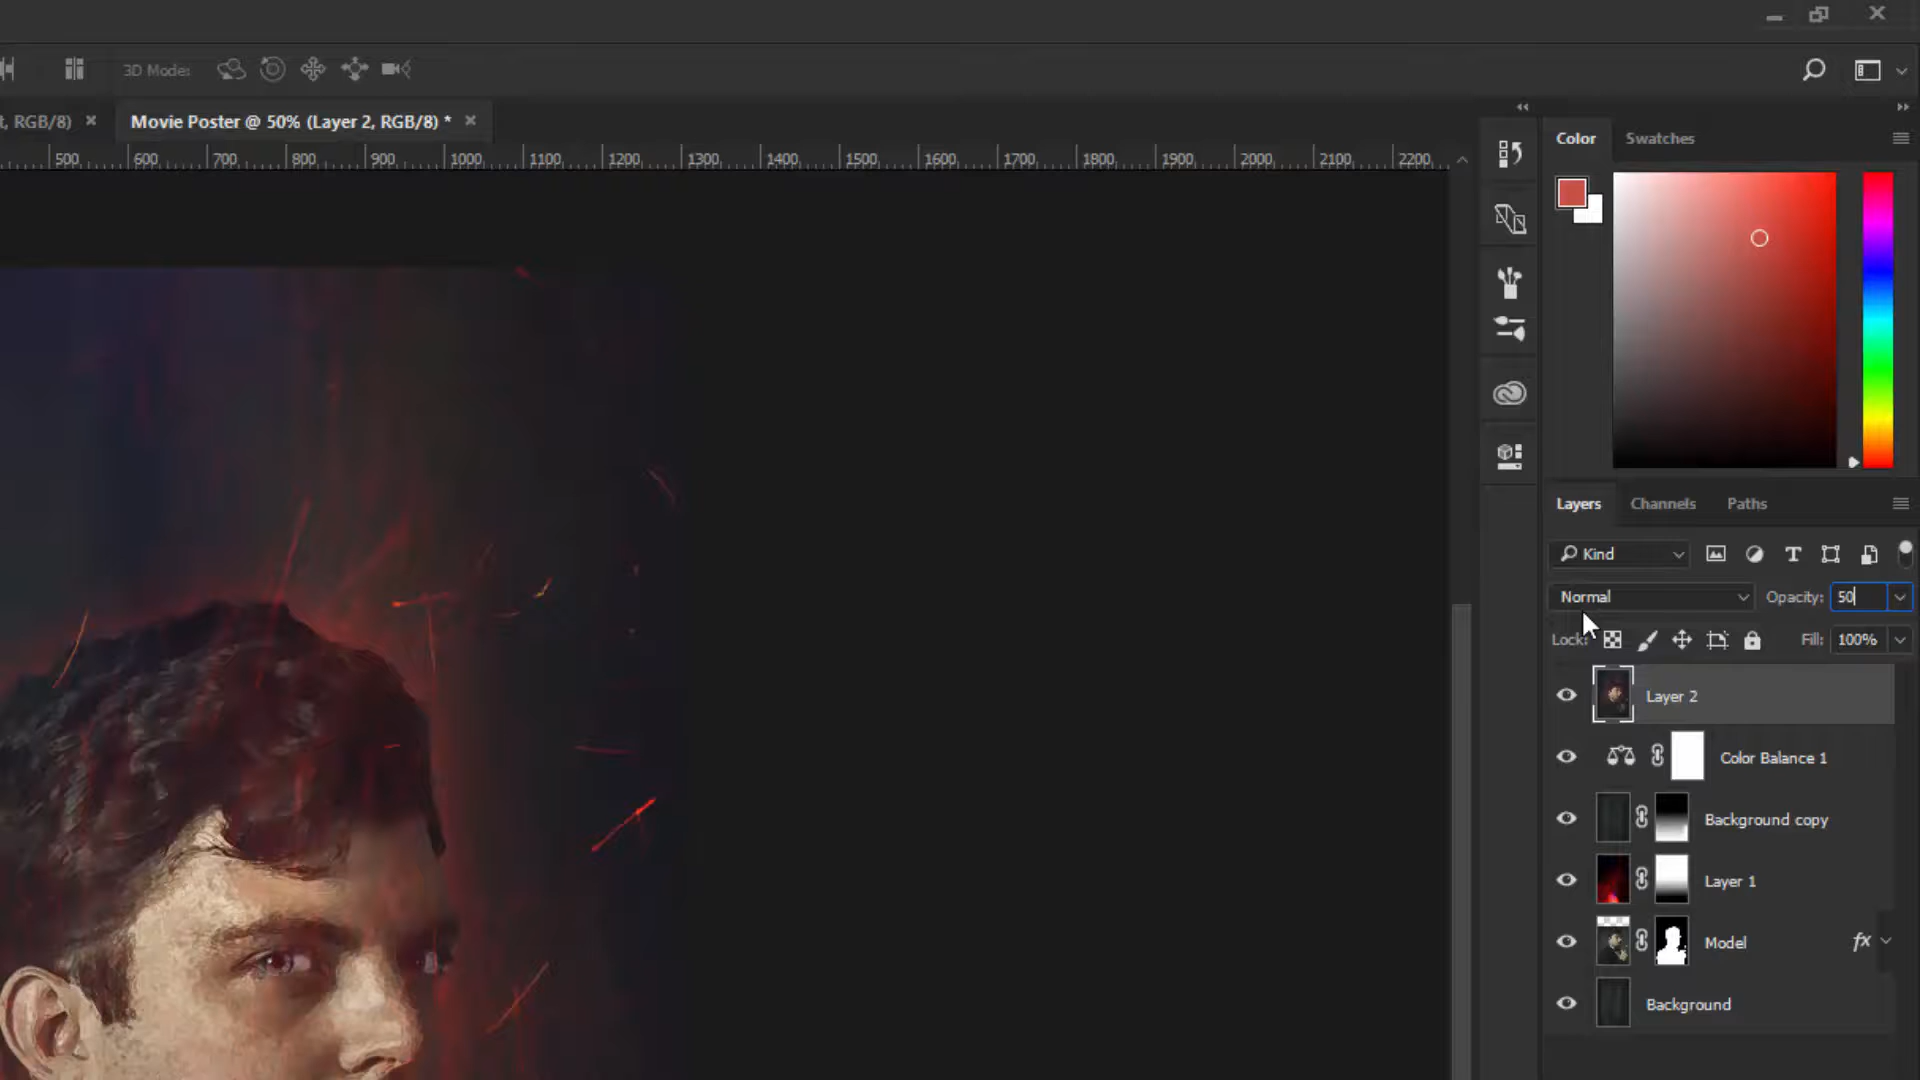 3D Mode:
t, RGB/8)
Movie Poster @ 50% (Layer 2, RGB/8) *
500 600 700 800 900 1000 1100 1200 1300 1400 1500 1600 1700 1800 1900 2000 2100 2200
Color Swatches
Layers Channels Paths
Kind
Normal Opacity: 50
Lock: Fill: 100%
Layer 2
Color Balance 1
Background copy
Layer 1
Model fx
Background